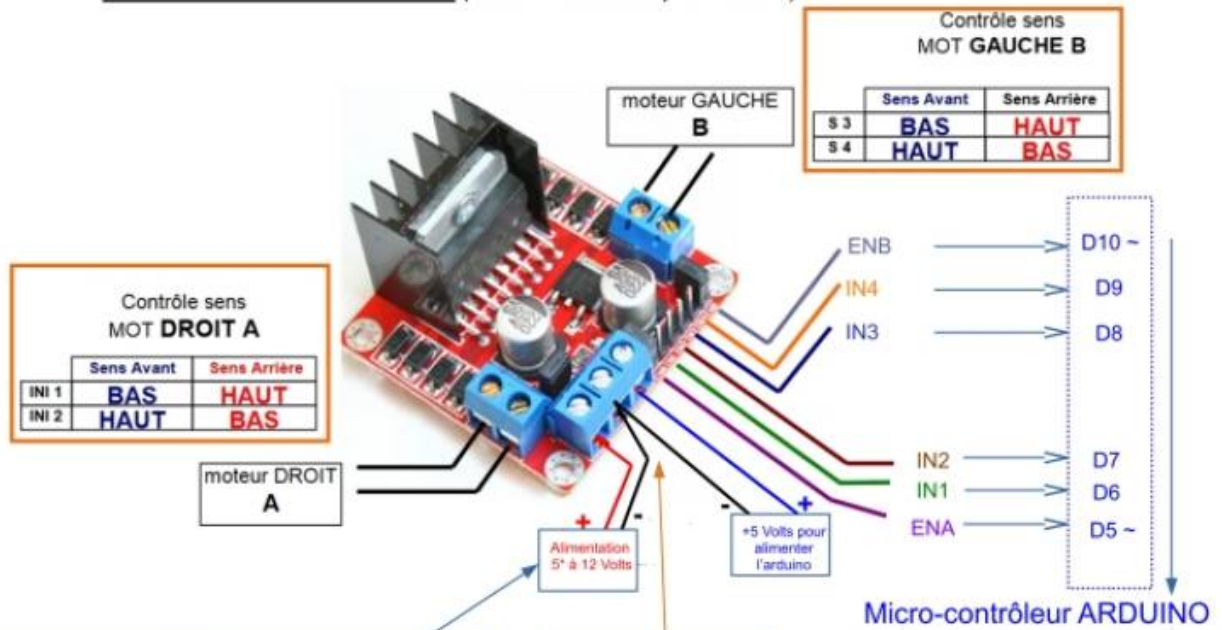 Contrôle sens
MOT GAUCHE B
Sens Avant Sens Arrière
S 3 BAS HAUT
S 4 HAUT BAS
moteur GAUCHE
B
ENB D10 ~
IN4 D9
IN3 D8
Contrôle sens
MOT DROIT A
Sens Avant Sens Arrière
INI 1 BAS HAUT
INI 2 HAUT BAS
moteur DROIT
A
IN2 D7
IN1 D6
ENA D5 ~
+ -
Alimentation
5* à 12 Volts
- +
+5 Volts pour
alimenter
l'arduino
Micro-contrôleur ARDUINO